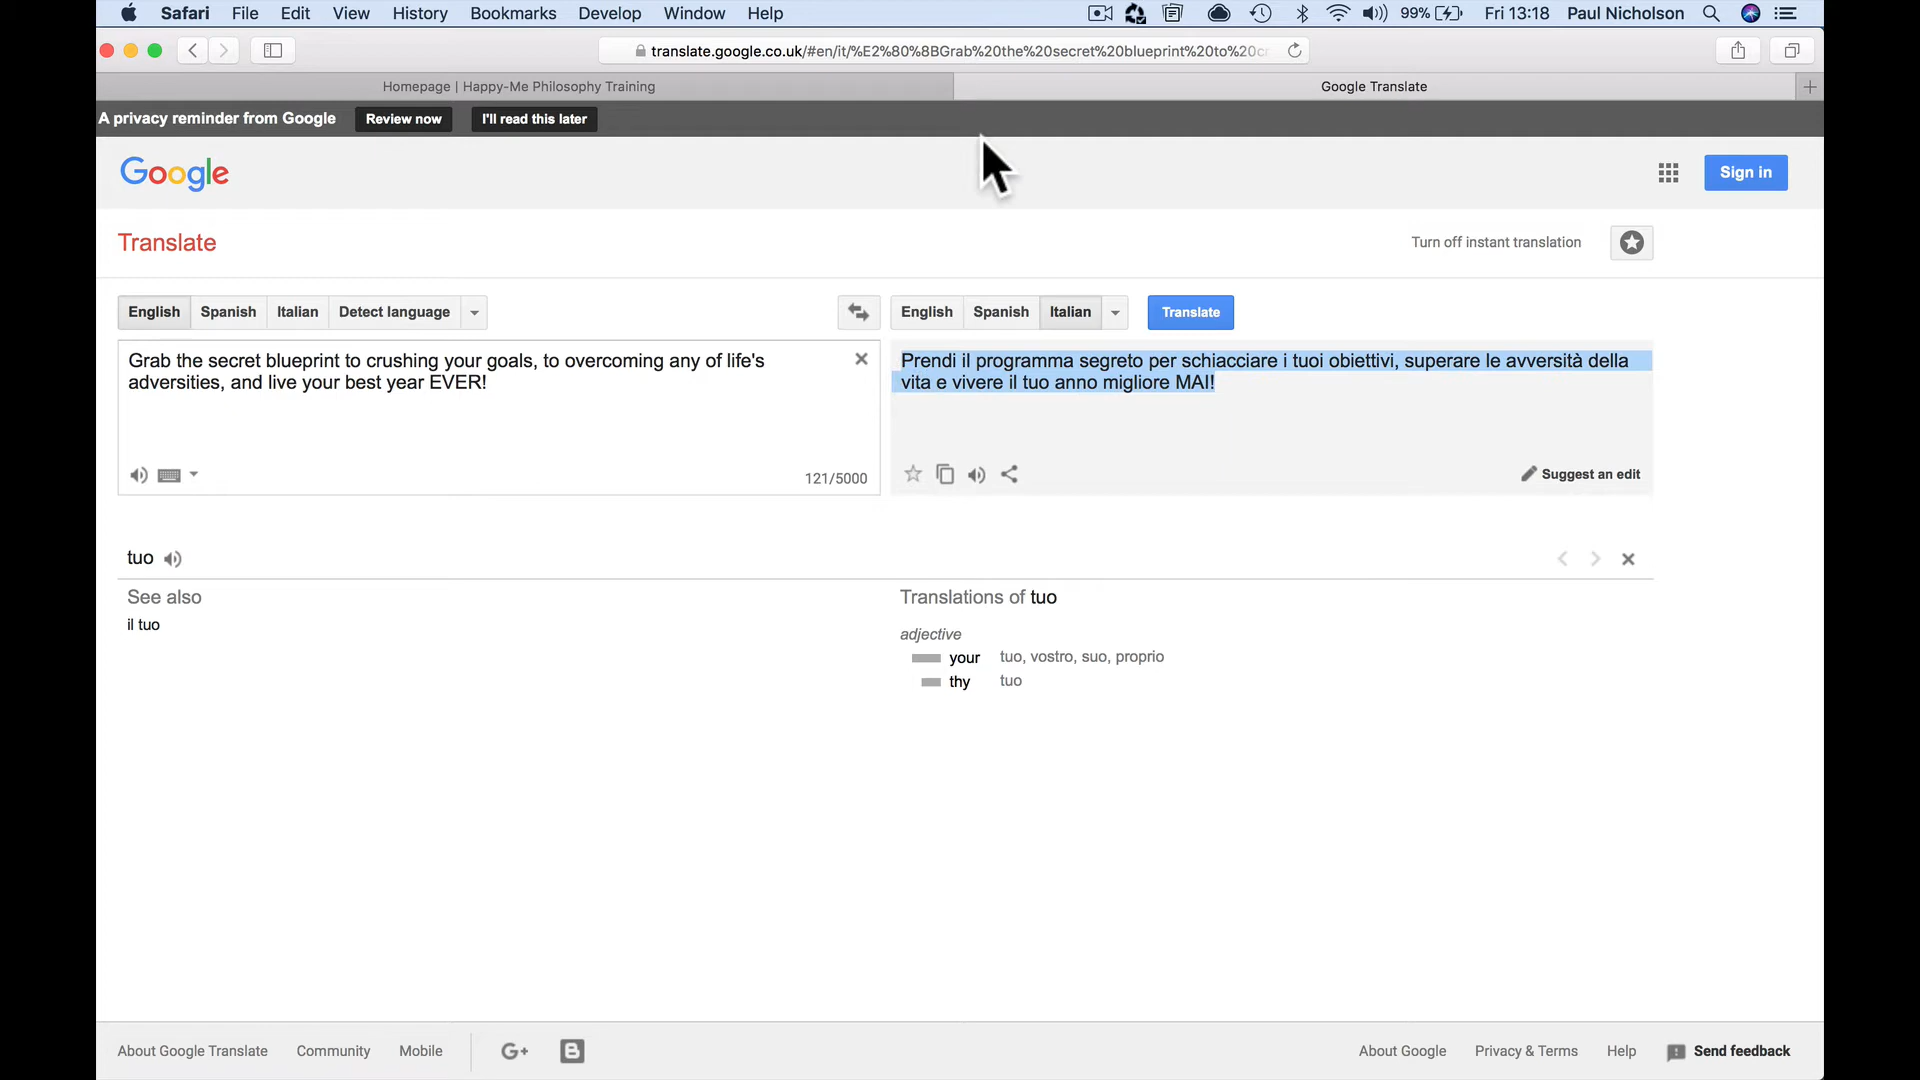 Safari File Edit View History Bookmarks Develop Window Help 99% Fri 13:18 Paul Nicholson
translate.google.co.uk/#en/it/%E2%80%8BGrab%20the%20secret%20blueprint%20to%20c
Homepage | Happy-Me Philosophy Training Google Translate
A privacy reminder from Google Review now I'll read this later
Google Sign in
Translate Turn off instant translation
English Spanish Italian Detect language English Spanish Italian Translate
Grab the secret blueprint to crushing your goals, to overcoming any of life's
adversities, and live your best year EVER!
121/5000
Prendi il programma segreto per schiacciare i tuoi obiettivi, superare le avversità della
vita e vivere il tuo anno migliore MAI!
Suggest an edit
tuo
See also
il tuo
Translations of tuo
adjective
your tuo, vostro, suo, proprio
thy tuo
About Google Translate Community Mobile G+ B About Google Privacy & Terms Help Send feedback